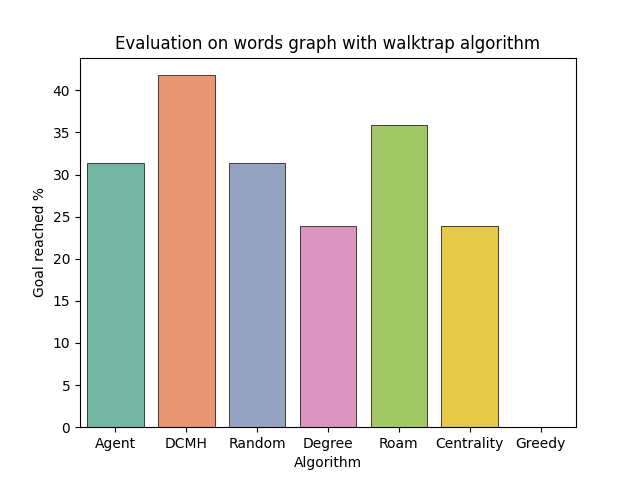 Evaluation on words graph with walktrap algorithm
Goal reached %
40
35
30
25
20
15
10
5
0
Agent DCMH Random Degree Roam Centrality Greedy
Algorithm